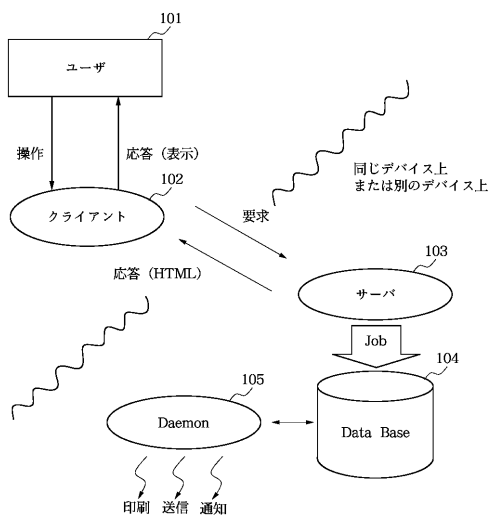 101
ユーザ
操作
応答（表示）
102
クライアント
同じデバイス上
または別のデバイス上
要求
応答（HTML）
103
サーバ
Job
104
Data Base
105
Daemon
印刷
送信
通知